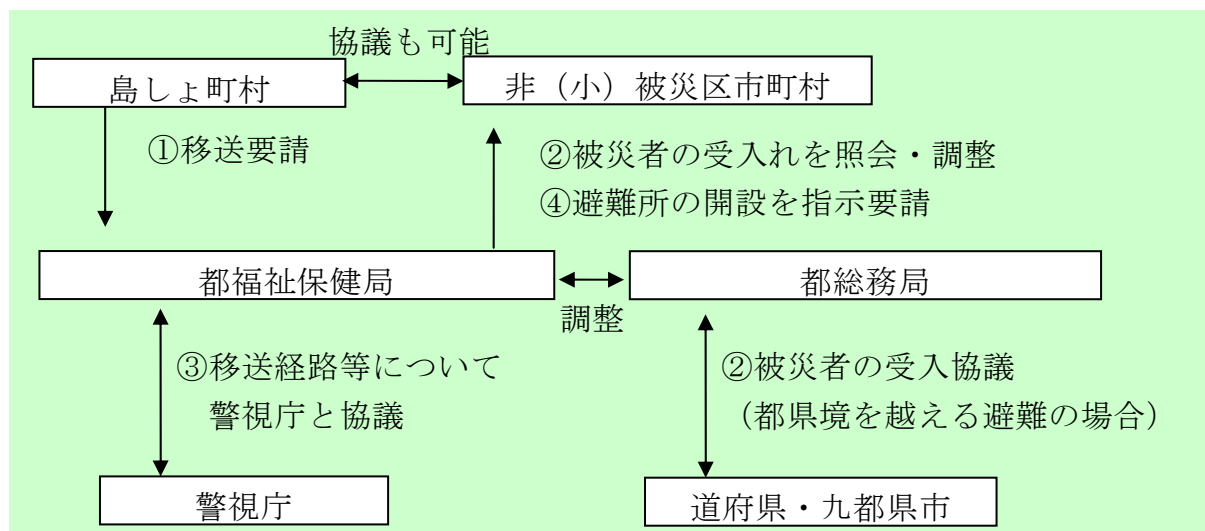 協議も可能
島しょ町村
非（小）被災区市町村
①移送要請
②被災者の受入れを照会・調整
④避難所の開設を指示要請
都福祉保健局
都総務局
調整
③移送経路等について
警視庁と協議
②被災者の受入協議
（都県境を越える避難の場合）
警視庁
道府県・九都県市